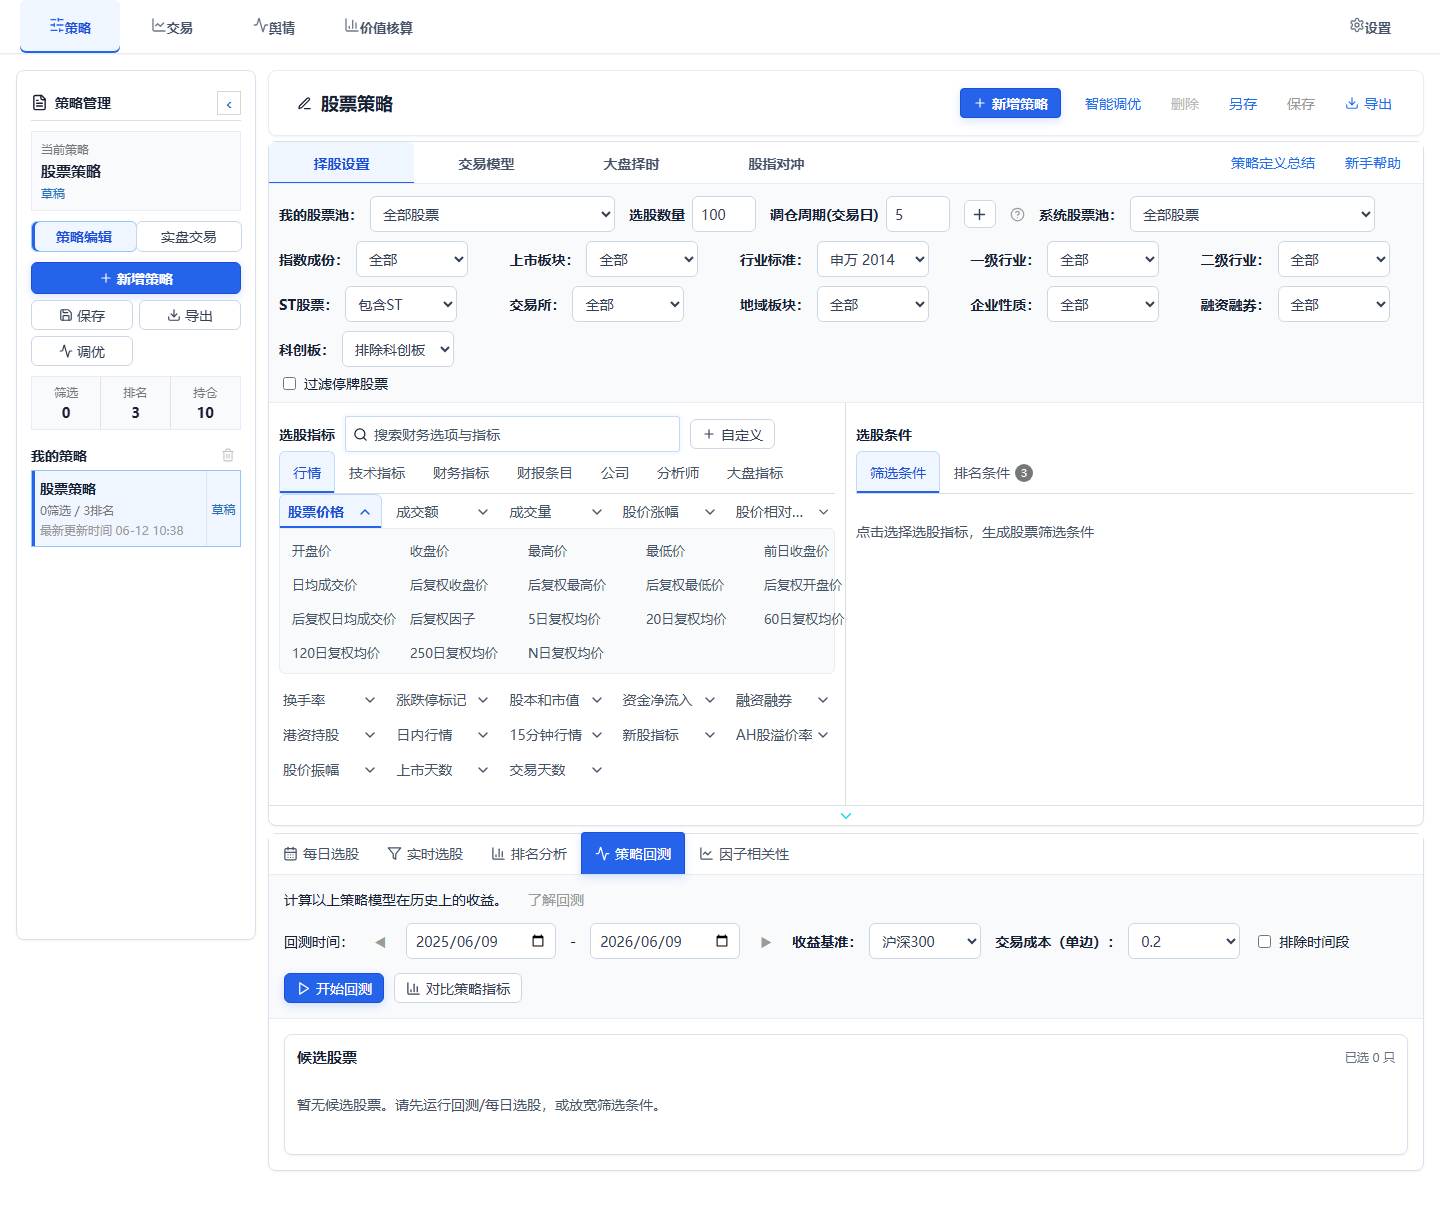 策略
交易
舆情
价值核算
设置
策略管理
‹
当前策略
股票策略
草稿
策略编辑
实盘交易
+ 新增策略
保存
导出
调优
筛选
0
排名
3
持仓
10
我的策略
股票策略
0筛选 / 3排名
最新更新时间 06-12 10:38
草稿
股票策略
+ 新增策略
智能调优
删除
另存
保存
导出
择股设置
交易模型
大盘择时
股指对冲
策略定义总结
新手帮助
我的股票池： 全部股票
选股数量 100
调仓周期(交易日) 5
+
?
系统股票池： 全部股票
指数成份： 全部
上市板块： 全部
行业标准： 申万 2014
一级行业： 全部
二级行业： 全部
ST股票： 包含ST
交易所： 全部
地域板块： 全部
企业性质： 全部
融资融券： 全部
科创板： 排除科创板
过滤停牌股票
选股指标
搜索财务选项与指标
+ 自定义
行情
技术指标
财务指标
财报条目
公司
分析师
大盘指标
股票价格
成交额
成交量
股价涨幅
股价相对...
开盘价
收盘价
最高价
最低价
前日收盘价
日均成交价
后复权收盘价
后复权最高价
后复权最低价
后复权开盘价
后复权日均成交价
后复权因子
5日复权均价
20日复权均价
60日复权均价
120日复权均价
250日复权均价
N日复权均价
换手率
涨跌停标记
股本和市值
资金净流入
融资融券
港资持股
日内行情
15分钟行情
新股指标
AH股溢价率
股价振幅
上市天数
交易天数
选股条件
筛选条件
排名条件 3
点击选择选股指标，生成股票筛选条件
每日选股
实时选股
排名分析
策略回测
因子相关性
计算以上策略模型在历史上的收益。
了解回测
回测时间： ◀ 2025/06/09 - 2026/06/09 ▶
收益基准： 沪深300
交易成本（单边）： 0.2
排除时间段
开始回测
对比策略指标
候选股票
已选 0 只
暂无候选股票。请先运行回测/每日选股，或放宽筛选条件。